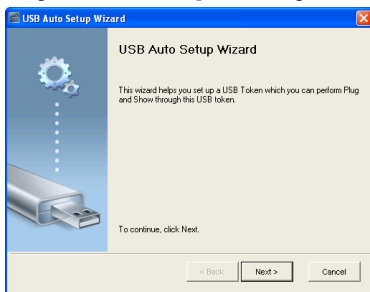 USB Auto Setup Wizard
USB Auto Setup Wizard
This wizard helps you set up a USB Token which you can perform Plug
and Show through this USB token.
To continue, click Next.
< Back
Next >
Cancel